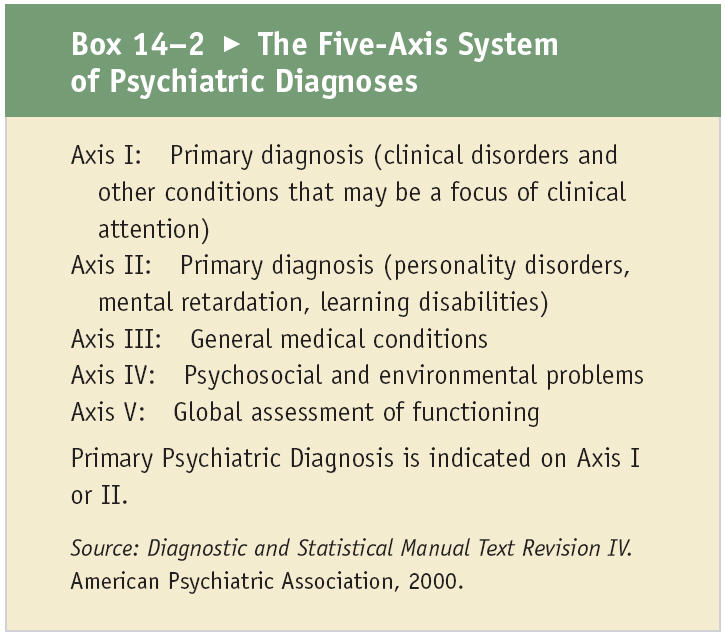 Box 14–2 ► The Five-Axis System
of Psychiatric Diagnoses
Axis I: Primary diagnosis (clinical disorders and
other conditions that may be a focus of clinical
attention)
Axis II: Primary diagnosis (personality disorders,
mental retardation, learning disabilities)
Axis III: General medical conditions
Axis IV: Psychosocial and environmental problems
Axis V: Global assessment of functioning
Primary Psychiatric Diagnosis is indicated on Axis I
or II.
Source: Diagnostic and Statistical Manual Text Revision IV.
American Psychiatric Association, 2000.